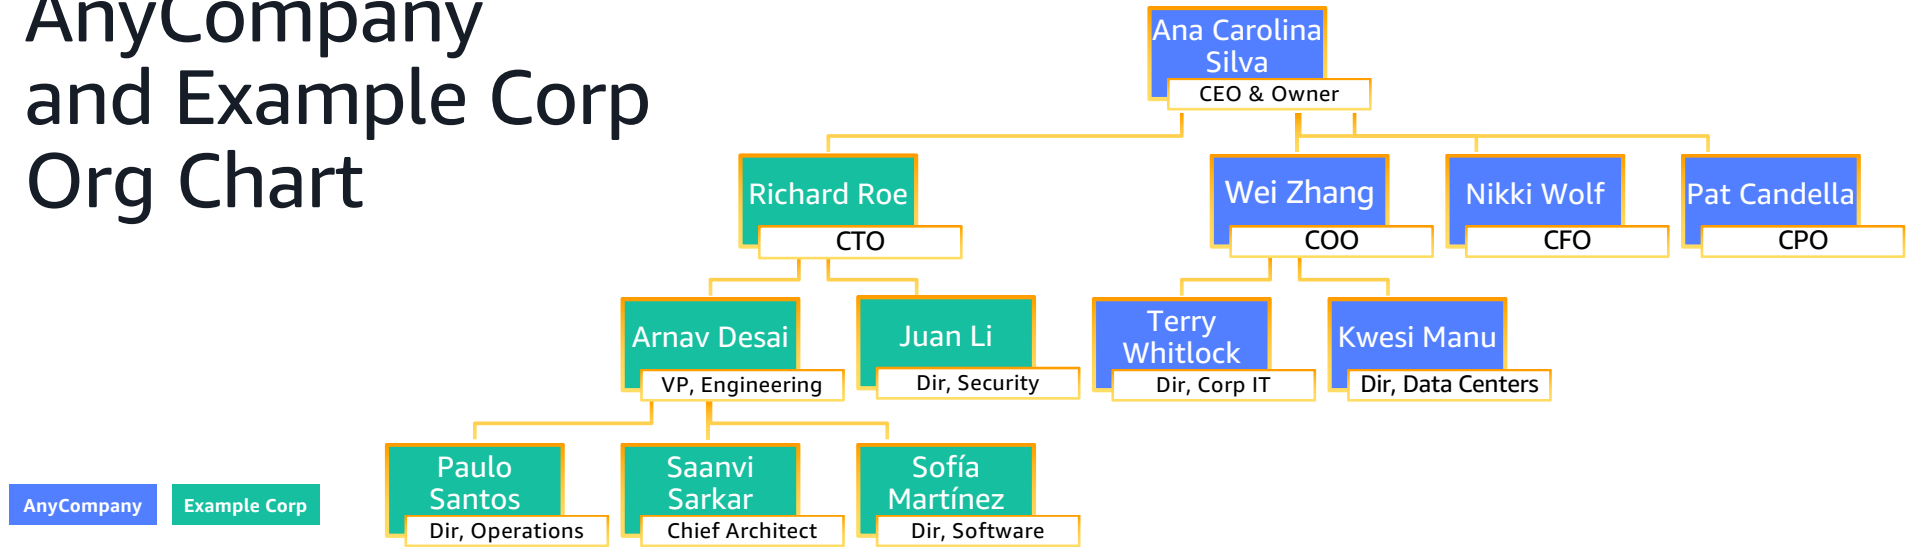 AnyCompany
and Example Corp
Org Chart
Ana Carolina
Silva
CEO & Owner
Richard Roe
CTO
Wei Zhang
COO
Nikki Wolf
CFO
Pat Candella
CPO
Arnav Desai
VP, Engineering
Juan Li
Dir, Security
Terry
Whitlock
Dir, Corp IT
Kwesi Manu
Dir, Data Centers
Paulo
Santos
Dir, Operations
Saanvi
Sarkar
Chief Architect
Sofía
Martínez
Dir, Software
AnyCompany
Example Corp